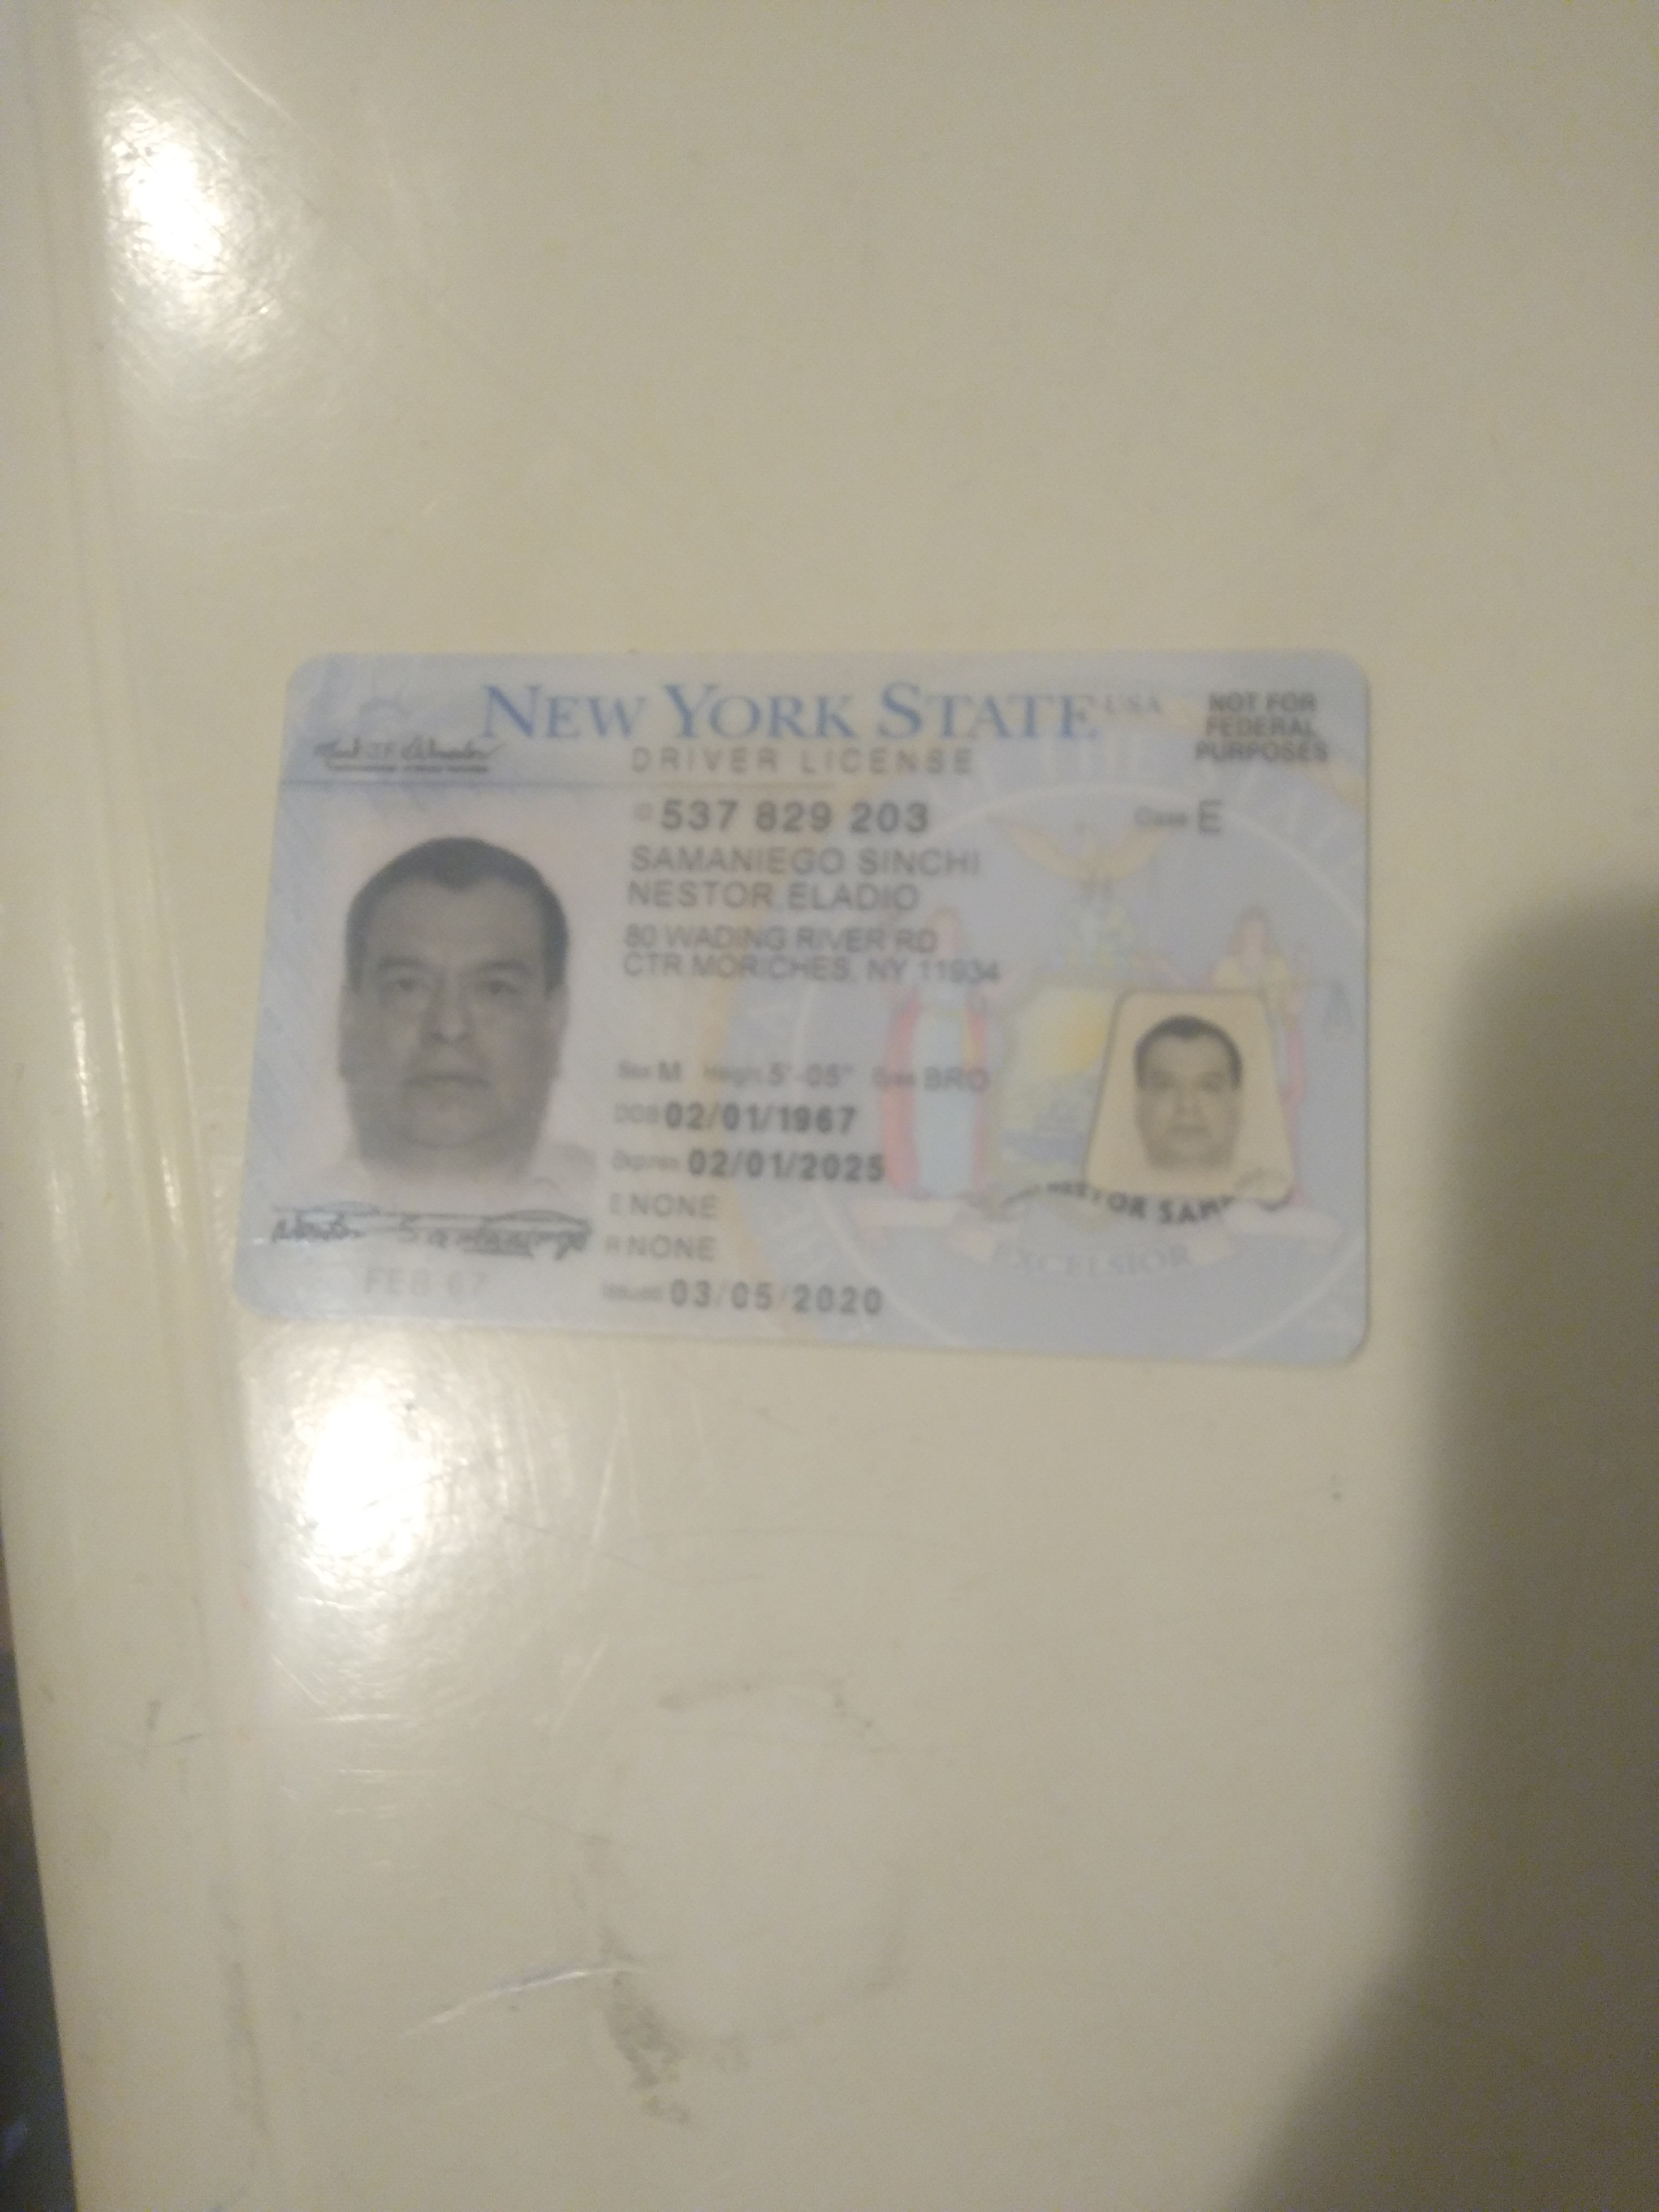 NEW YORK STATE USA
DRIVER LICENSE
NOT FOR
FEDERAL
PURPOSES
ID 537 829 203 Class E
SAMANIEGO SINCHI
NESTOR ELADIO
80 WADING RIVER RD
CTR MORICHES, NY 11934
Sex M Height 5'-05" Eyes BRO
DOB 02/01/1967
Expires 02/01/2025
E NONE
R NONE
Issued 03/05/2020
FEB 67
NESTOR SAM
EXCELSIOR